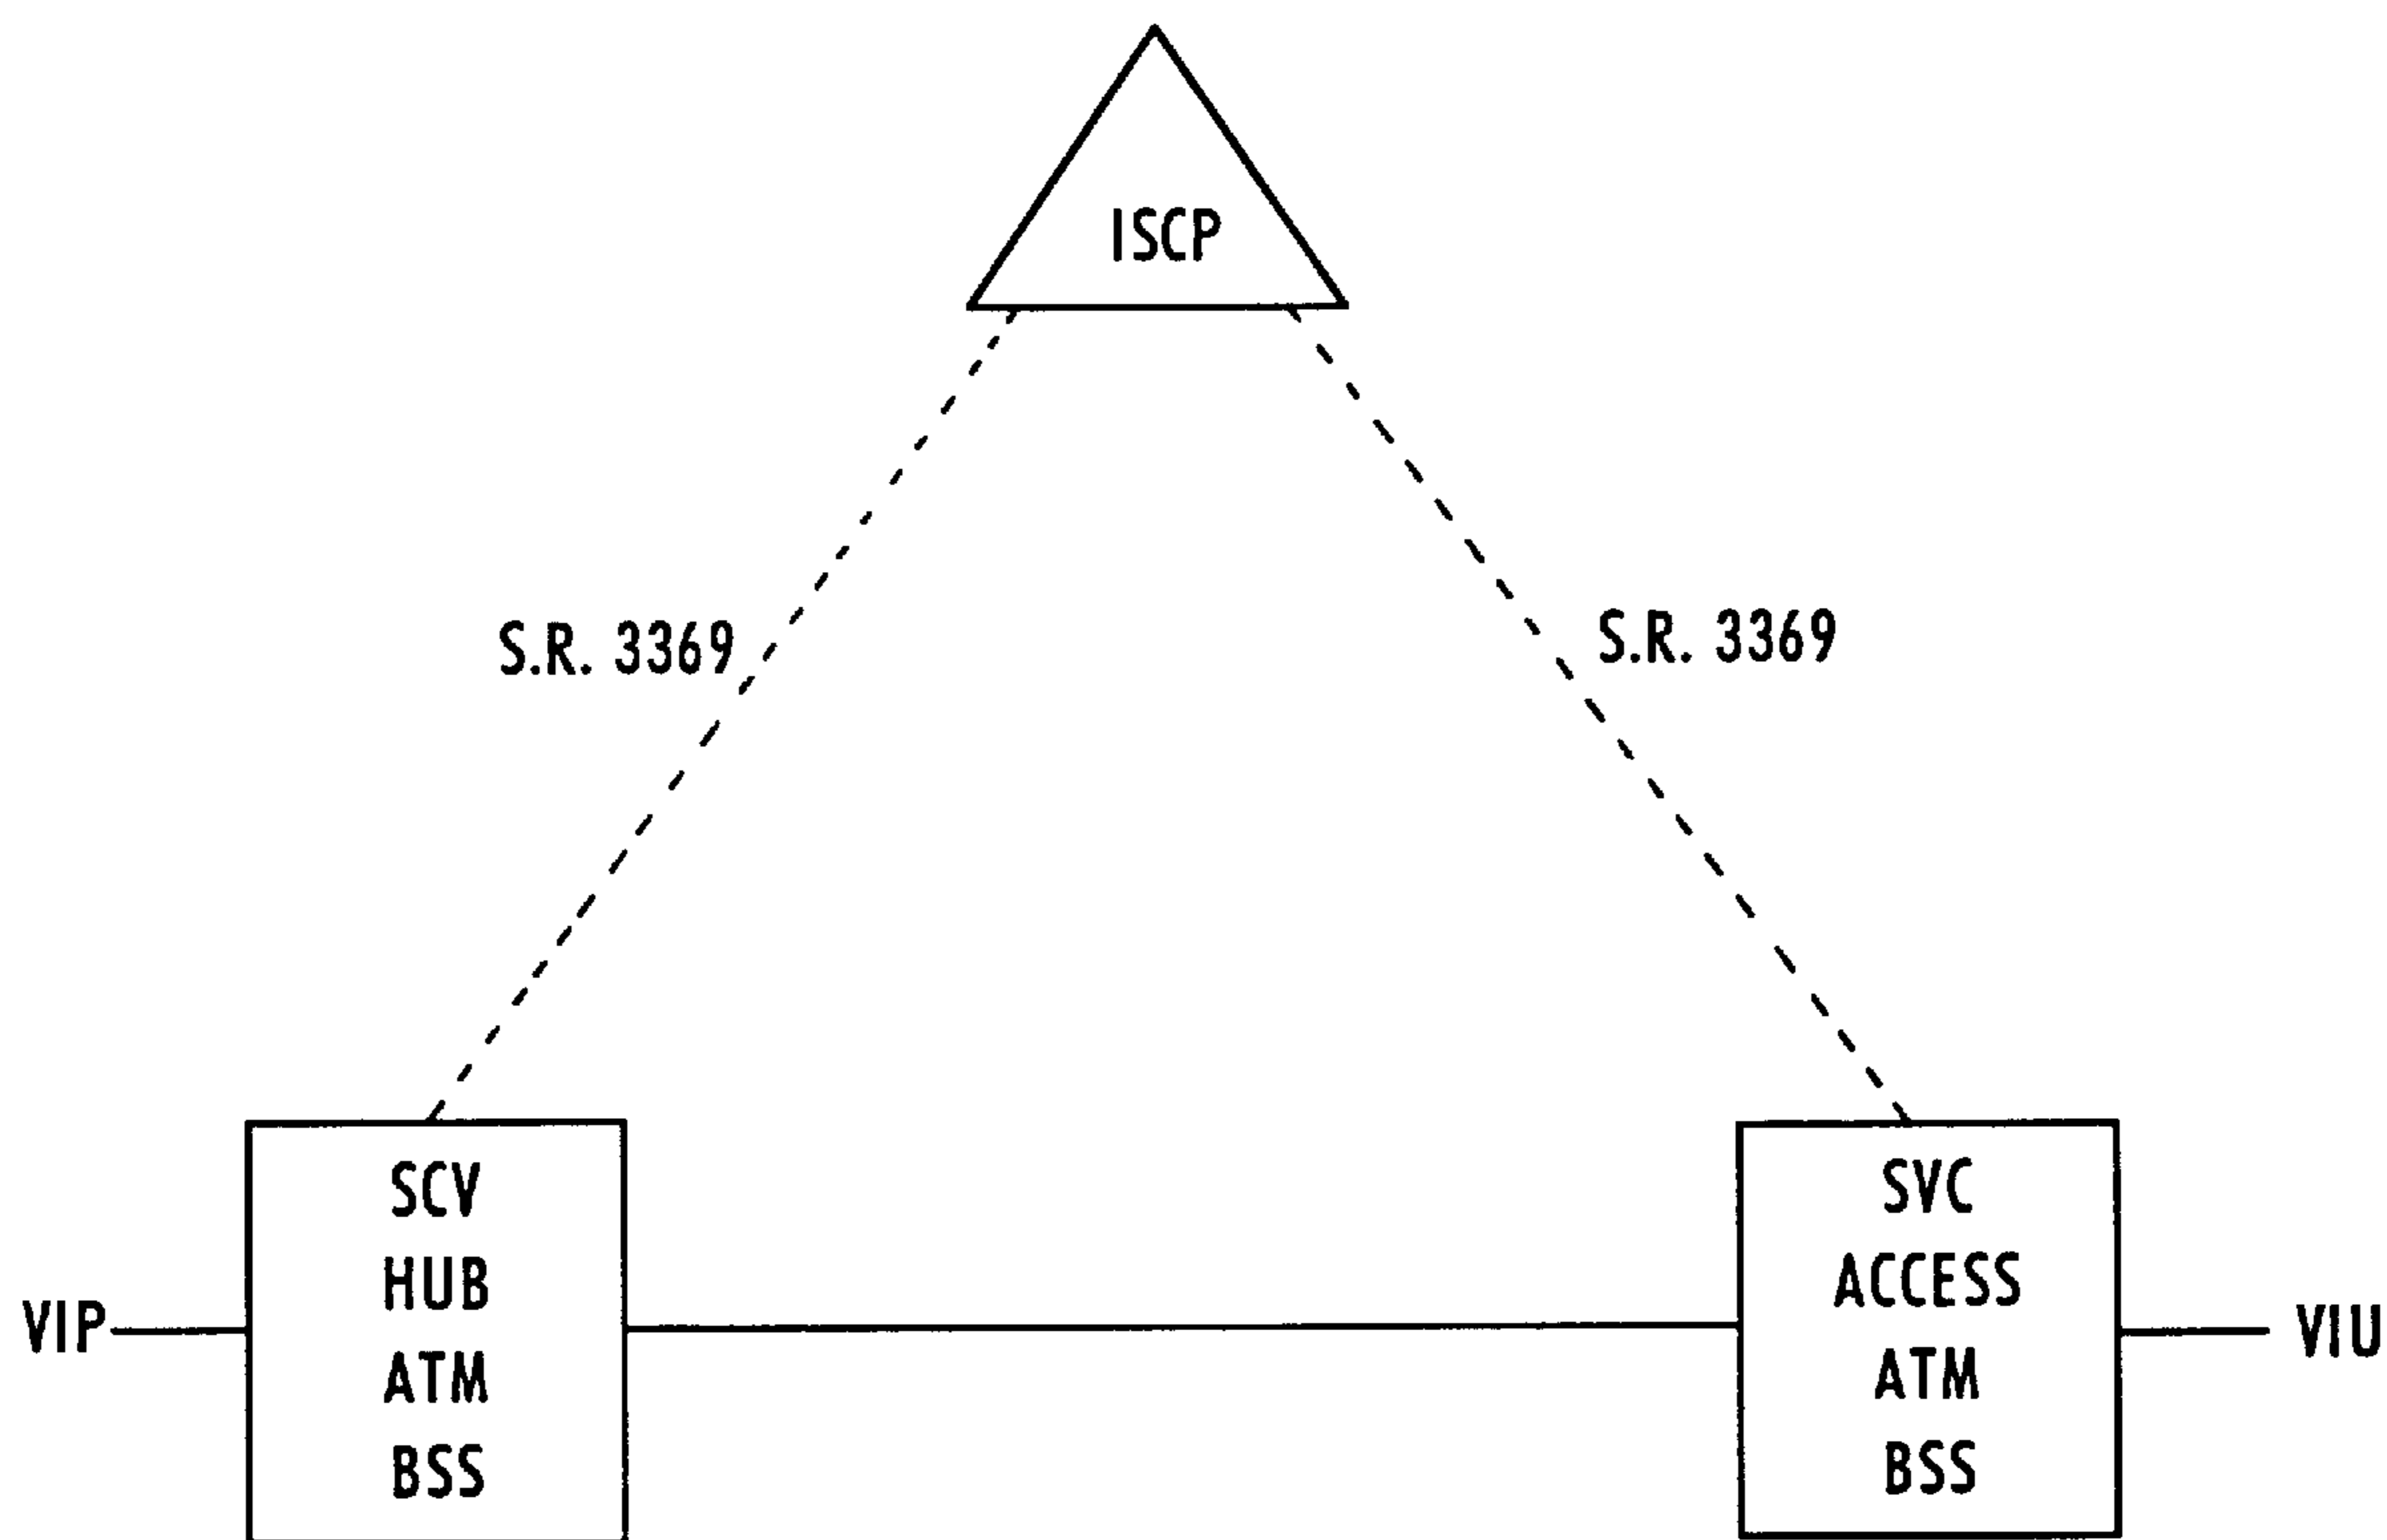 ISCP
S.R. 3369
S.R. 3369
SCV
HUB
ATM
BSS
SVC
ACCESS
ATM
BSS
VIP
VIU